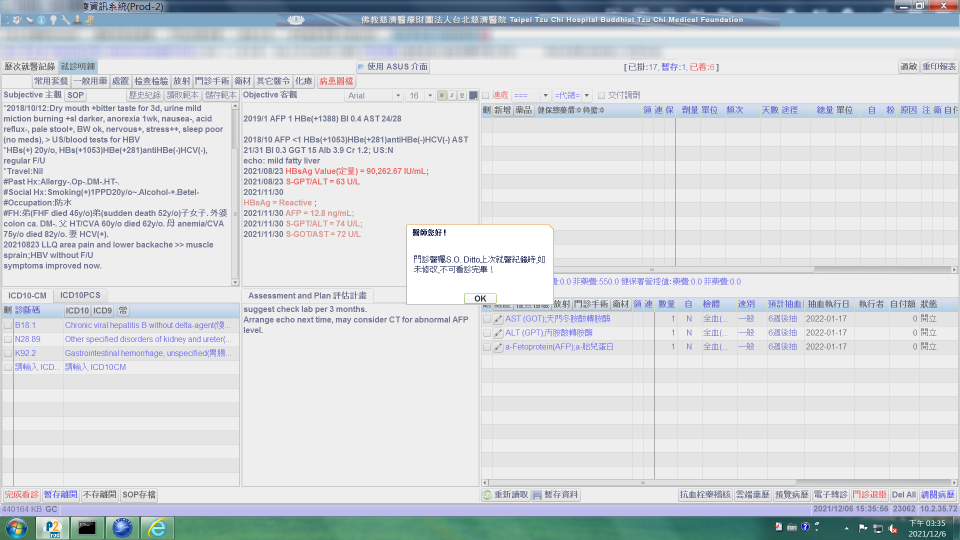 療資訊系統(Prod-2)
佛教慈濟醫療財團法人台北慈濟醫院 Taipei Tzu Chi Hospital Buddhist Tzu Chi Medical Foundation
歷次就醫記錄 就診明細 使用 ASUS 介面 [已掛:17,暫存:1,已看:6] 過敏 重印報表
常用套餐 一般用藥 處置 檢查檢驗 放射 門診手術 衛材 其它醫令 化療 病患圖檔
Subjective 主觀 SOP 歷史紀錄 讀取範本 儲存範本
*2018/10/12:Dry mouth +bitter taste for 3d, urine mild
miction burning +sl darker, anorexia 1wk, nausea-, acid
reflux-, pale stool+, BW ok, nervous+, stress++, sleep poor
(no meds), > US/blood tests for HBV
*HBs(+) 20y/o, HBs(+1053)HBe(+281)antiHBe(-)HCV(-),
regular F/U
*Travel:Nil
#Past Hx:Allergy-.Op-.DM-.HT-.
#Social Hx:Smoking(+)1PPD20y/o~.Alcohol-+.Betel-
#Occupation:防水
#FH:弟(FHF died 45y/o)弟(sudden death 52y/o)子女子. 外婆
colon ca. DM-. 父 HT/CVA 60y/o died 62y/o. 母 anemia/CVA
75y/o died 82y/o. 妻 HCV(+).
20210823 LLQ area pain and lower backache >> muscle
sprain;HBV without F/U
symptoms improved now.
Objective 客觀 Arial 16 B I U
2019/1 AFP 1 HBe(+1388) BI 0.4 AST 24/28
2018/10 AFP <1 HBs(+1053)HBe(+281)antiHBe(-)HCV(-) AST
21/31 BI 0.3 GGT 15 Alb 3.9 Cr 1.2; US:N
echo: mild fatty liver
2021/08/23 HBsAg Value(定量) = 90,262.67 IU/mL;
2021/08/23 S-GPT/ALT = 63 U/L
2021/11/30
HBeAg = Reactive ;
2021/11/30 AFP = 12.8 ng/mL;
2021/11/30 S-GPT/ALT = 74 U/L;
2021/11/30 S-GOT/AST = 72 U/L
連處 === =代碼= 交付調劑
刪 新增 藥品 領 連 保 劑量 單位 頻次 天數 途徑 總量 單位 自 粉 原因 注 衛 自付
醫師您好!
門診醫囑S.O. Ditto上次就醫紀錄時,如
未修改,不可看診完畢!
OK
費:0.0 非藥費:550.0 健保署管控值:藥費:0.0 非藥費:0.0
ICD10-CM ICD10PCS
刪 診斷碼 ICD10 ICD9 常
B18.1 Chronic viral hepatitis B without delta-agent(慢...
N28.89 Other specified disorders of kidney and ureter(...
K92.2 Gastrointestinal hemorrhage, unspecified(胃腸...
請輸入 ICD... 請輸入 ICD10CM
Assessment and Plan 評估計畫
suggest check lab per 3 months.
Arrange echo next time, may consider CT for abnormal AFP
level.
放射 門診手術 衛材 領 連 數量 自 檢體 速別 預計抽血 抽血執行日 執行者 自付額 狀態
AST (GOT);天門冬胺酸轉胺酶 1 N 全血(... 一般 6週後抽 2022-01-17 0 開立
ALT (GPT);丙胺酸轉胺酶 1 N 全血(... 一般 6週後抽 2022-01-17 0 開立
a-Fetoprotein(AFP);a-胎兒蛋白 1 N 全血(... 一般 6週後抽 2022-01-17 0 開立
完成看診 暫存離開 不存離開 SOP存檔 重新讀取 暫存資料 抗血栓藥稽核 雲端藥歷 預覽病歷 電子轉診 門診退掛 Del All 調閱病歷
440164 KB GC 2021/12/06 15:35:56 23062 10.2.35.72
下午 03:35
2021/12/6